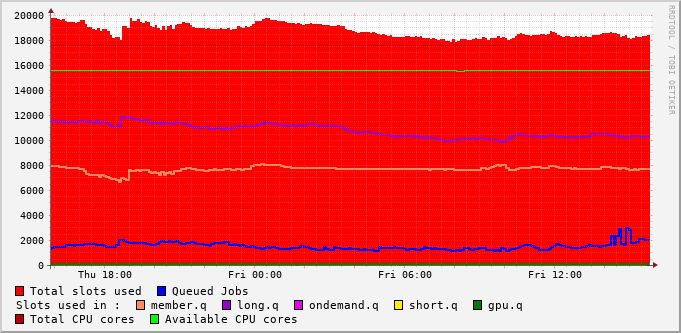 20000
18000
16000
14000
12000
10000
8000
6000
4000
2000
0
Thu 18:00 Fri 00:00 Fri 06:00 Fri 12:00
Total slots used Queued Jobs
Slots used in : member.q long.q ondemand.q short.q gpu.q
Total CPU cores Available CPU cores
RRDTOOL / TOBI OETIKER